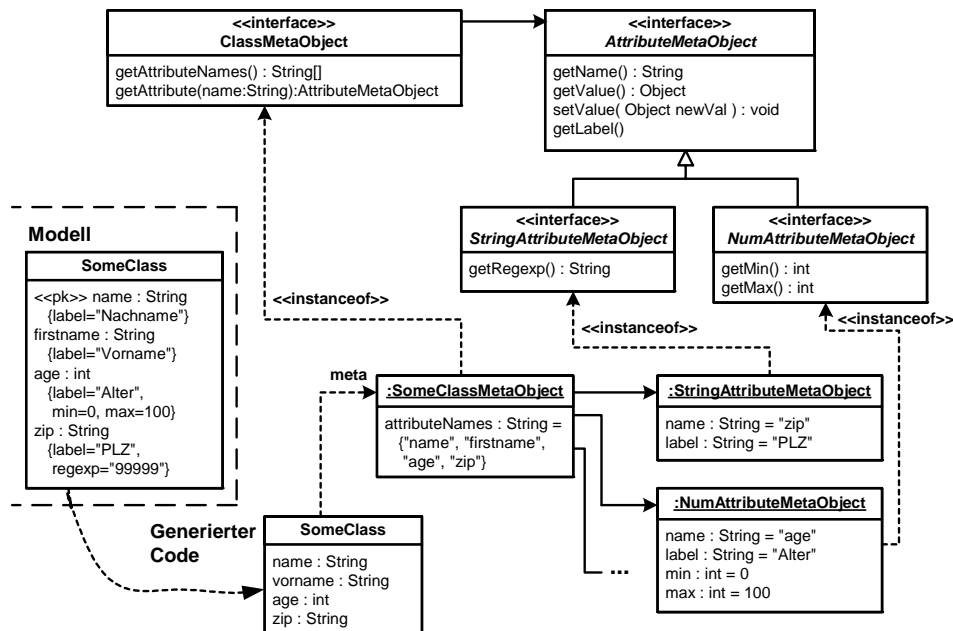 <<interface>>
ClassMetaObject
getAttributeNames() : String[]
getAttribute(name:String):AttributeMetaObject
<<interface>>
AttributeMetaObject
getName() : String
getValue() : Object
setValue( Object newVal ) : void
getLabel()
<<interface>>
StringAttributeMetaObject
getRegexp() : String
<<interface>>
NumAttributeMetaObject
getMin() : int
getMax() : int
Modell
SomeClass
<<pk>> name : String
{label="Nachname"}
firstname : String
{label="Vorname"}
age : int
{label="Alter",
min=0, max=100}
zip : String
{label="PLZ",
regexp="99999"}
<<instanceof>>
<<instanceof>>
<<instanceof>>
meta
:SomeClassMetaObject
attributeNames : String =
{"name", "firstname",
"age", "zip"}
:StringAttributeMetaObject
name : String = "zip"
label : String = "PLZ"
:NumAttributeMetaObject
name : String = "age"
label : String = "Alter"
min : int = 0
max : int = 100
...
Generierter
Code
SomeClass
name : String
vorname : String
age : int
zip : String